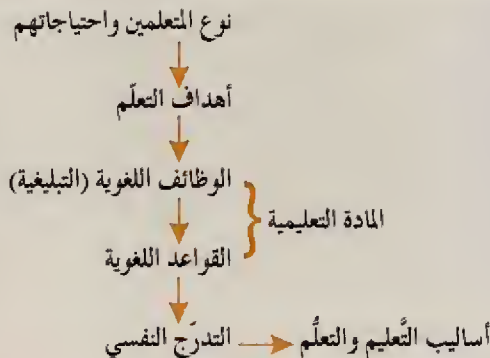 نوع المتعلمين واحتياجاتهم
أهداف التعلّم
الوظائف اللغوية (التبليغية)
المادة التعليمية
القواعد اللغوية
التدرّج النفسي
أساليب التَّعليم والتعلُّم